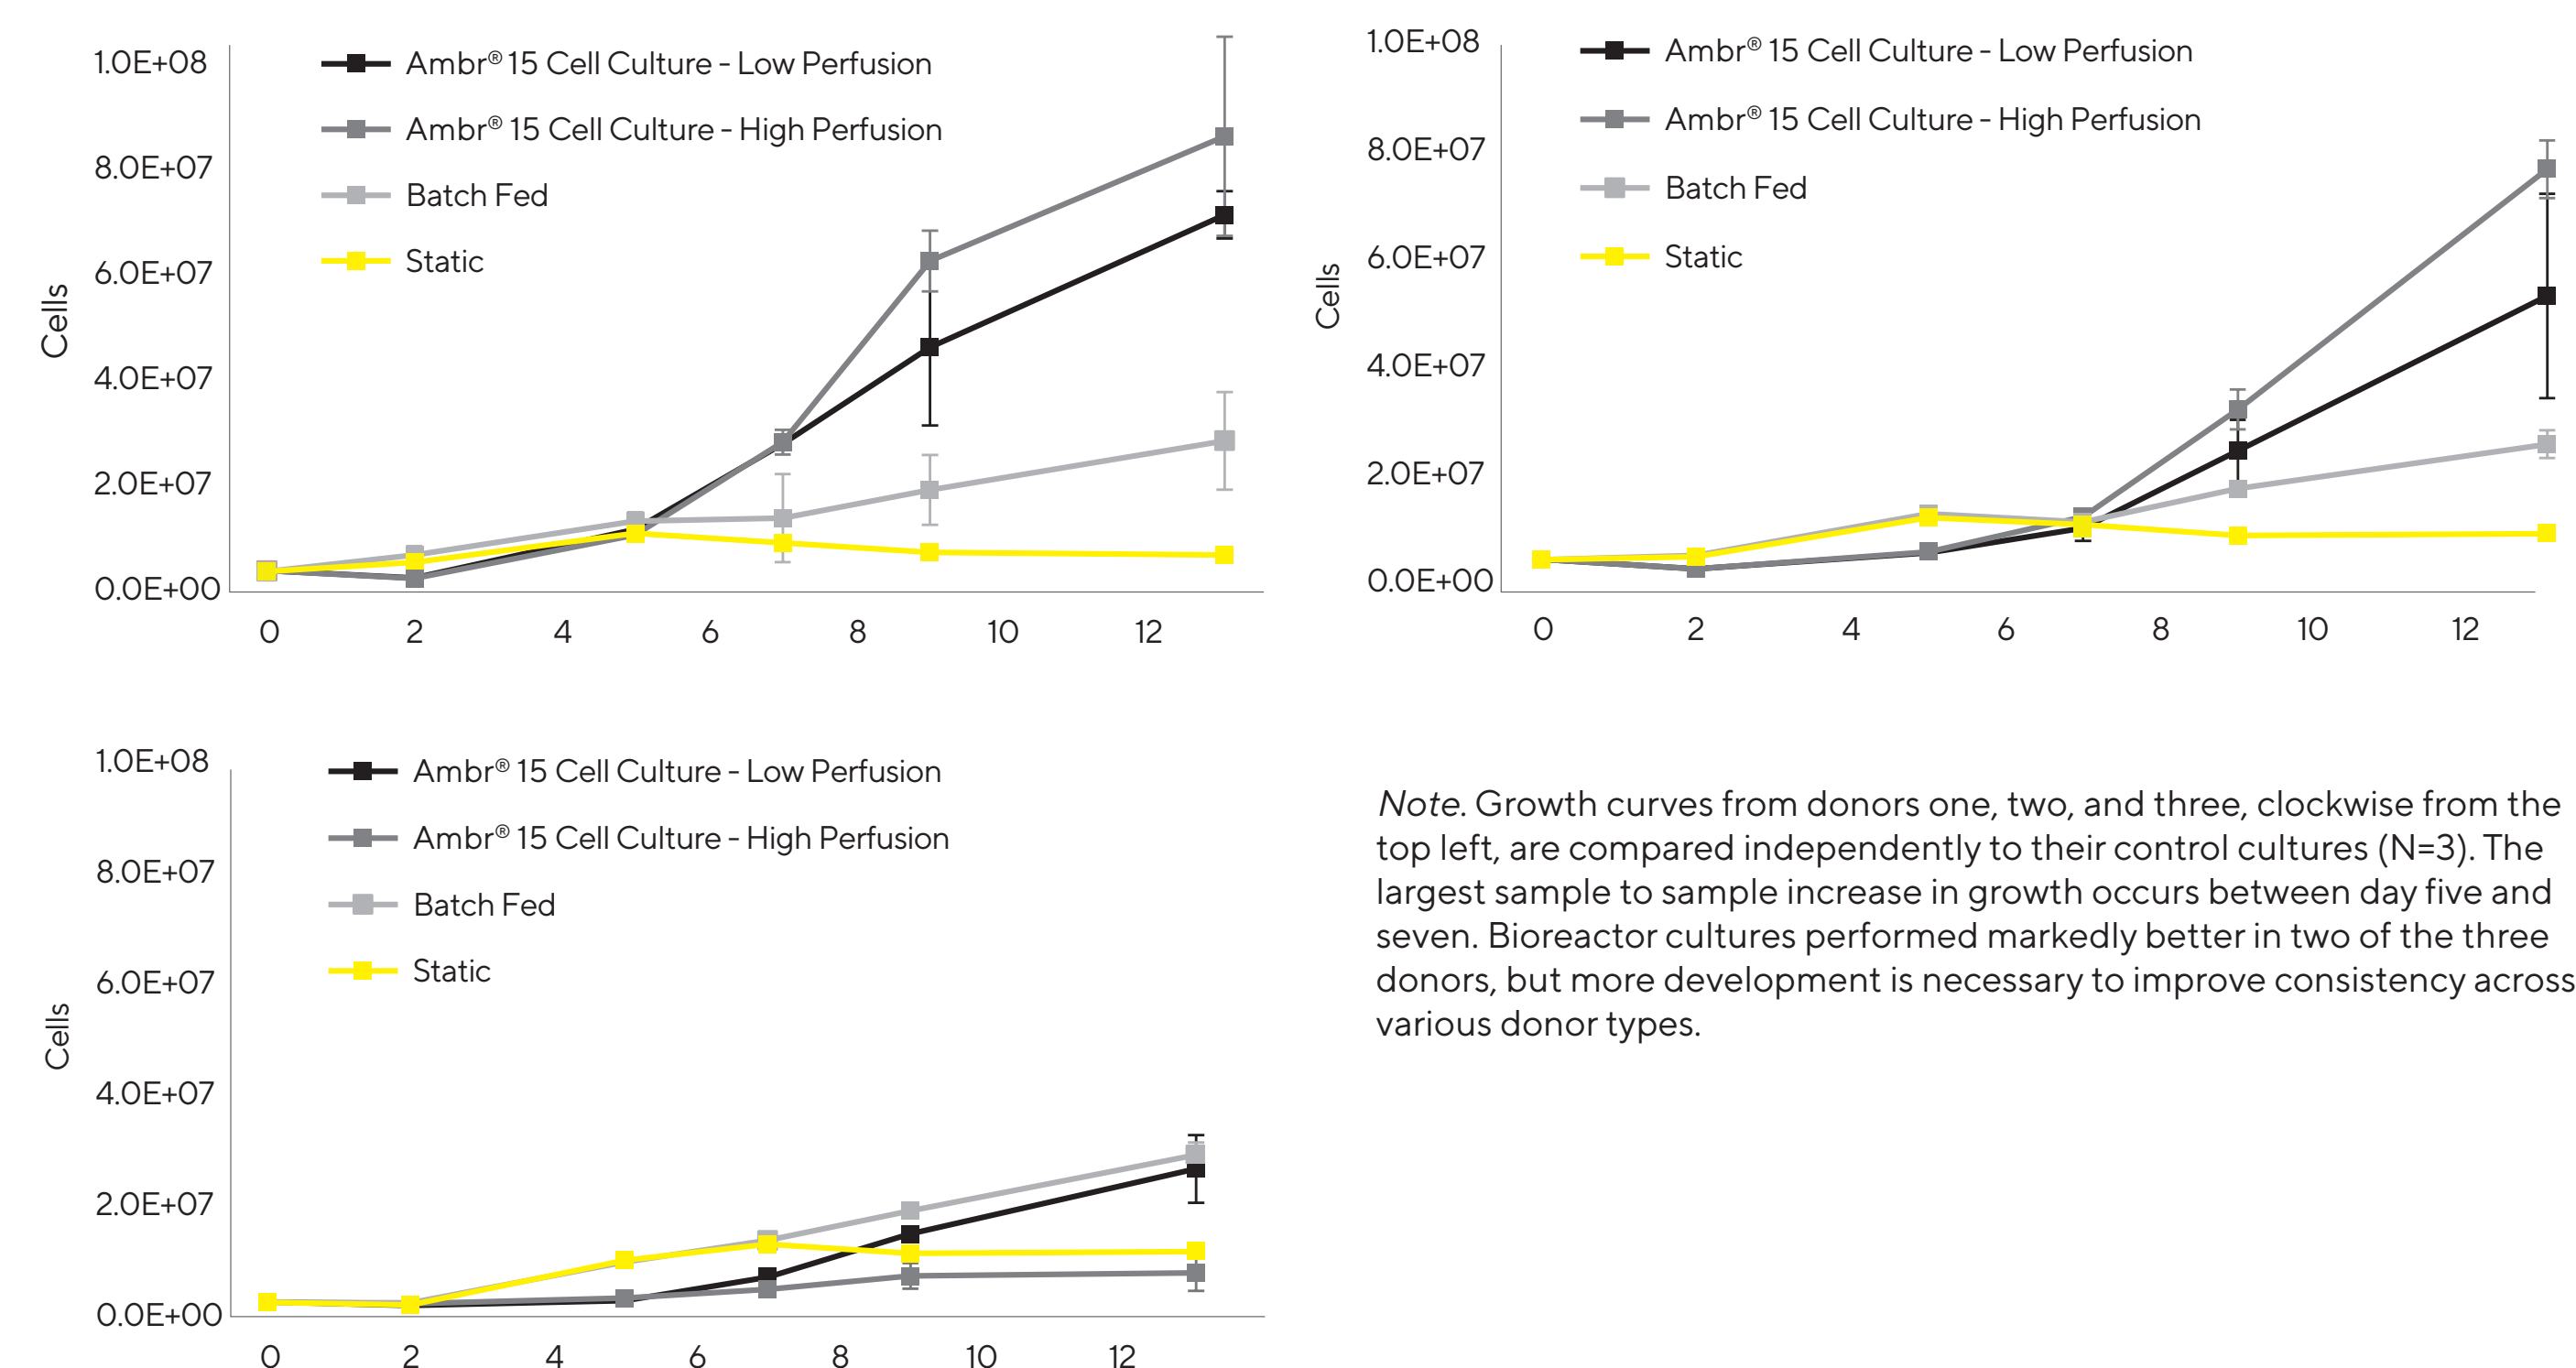 1.0E+08
8.0E+07
6.0E+07
4.0E+07
2.0E+07
0.0E+00
Cells
Ambr® 15 Cell Culture - Low Perfusion
Ambr® 15 Cell Culture - High Perfusion
Batch Fed
Static
0 2 4 6 8 10 12
1.0E+08
8.0E+07
6.0E+07
4.0E+07
2.0E+07
0.0E+00
Cells
Ambr® 15 Cell Culture - Low Perfusion
Ambr® 15 Cell Culture - High Perfusion
Batch Fed
Static
0 2 4 6 8 10 12
1.0E+08
8.0E+07
6.0E+07
4.0E+07
2.0E+07
0.0E+00
Cells
Ambr® 15 Cell Culture - Low Perfusion
Ambr® 15 Cell Culture - High Perfusion
Batch Fed
Static
0 2 4 6 8 10 12
Note. Growth curves from donors one, two, and three, clockwise from the
top left, are compared independently to their control cultures (N=3). The
largest sample to sample increase in growth occurs between day five and
seven. Bioreactor cultures performed markedly better in two of the three
donors, but more development is necessary to improve consistency across
various donor types.